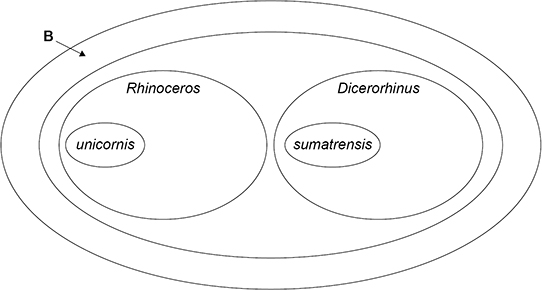 B
Rhinoceros
Dicerorhinus
unicornis
sumatrensis